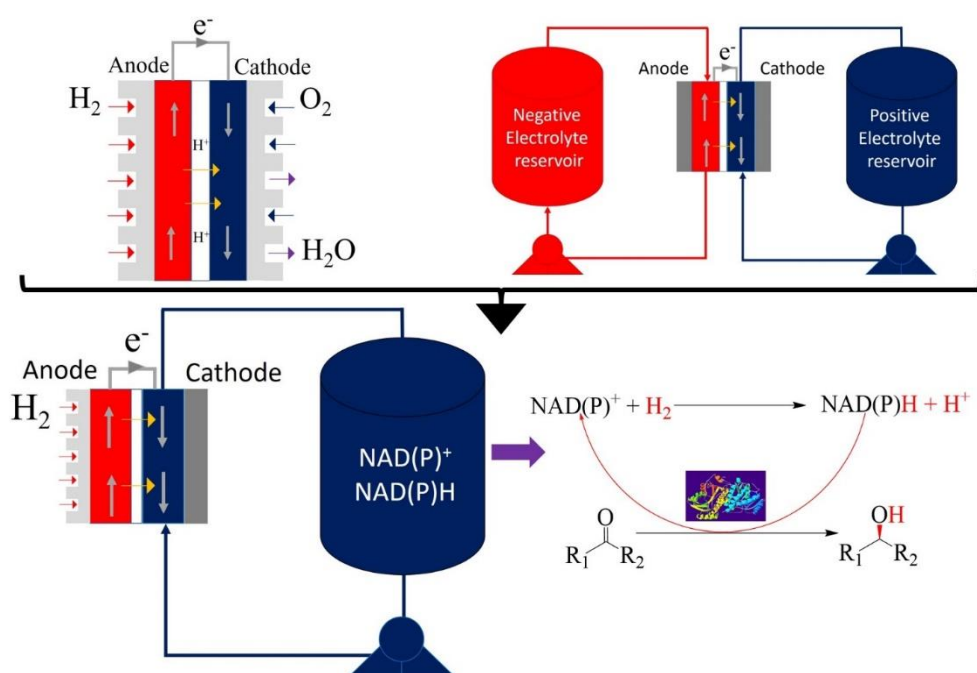 e-
Anode
Cathode
H2
O2
H+
H+
H2O
e-
Anode
Cathode
Negative
Electrolyte
reservoir
Positive
Electrolyte
reservoir
e-
Anode
Cathode
H2
NAD(P)+
NAD(P)H
NAD(P)+ + H2
NAD(P)H + H+
O
R1
R2
OH
R1
R2